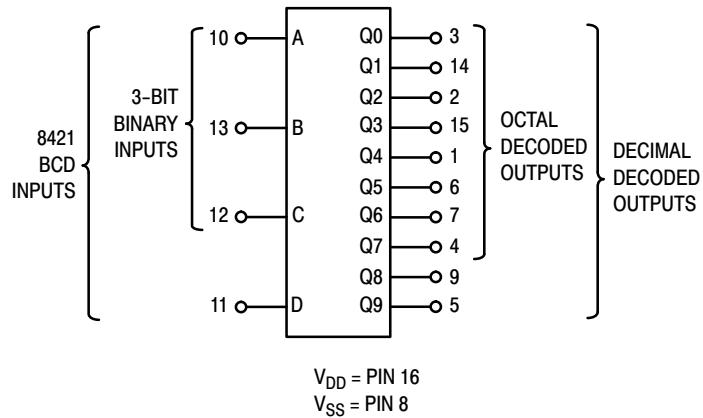 8421
BCD
INPUTS
3-BIT
BINARY
INPUTS
10 A Q0 3
Q1 14
Q2 2
13 B Q3 15
Q4 1
Q5 6
12 C Q6 7
Q7 4
Q8 9
11 D Q9 5
OCTAL
DECODED
OUTPUTS
DECIMAL
DECODED
OUTPUTS
VDD = PIN 16
VSS = PIN 8